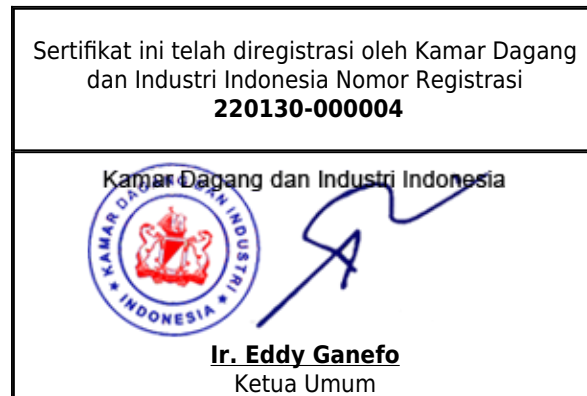 Sertifikat ini telah diregistrasi oleh Kamar Dagang
dan Industri Indonesia Nomor Registrasi
220130-000004
Kamar Dagang dan Industri Indonesia
KAMAR DAGANG DAN INDUSTRI
INDONESIA
Ir. Eddy Ganefo
Ketua Umum